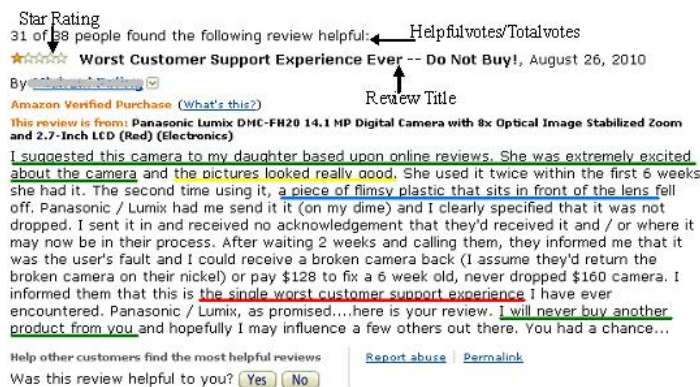 Star Rating
31 of 38 people found the following review helpful:
Helpfulvotes/Totalvotes
Worst Customer Support Experience Ever -- Do Not Buy!, August 26, 2010
By
Review Title
Amazon Verified Purchase (What's this?)
This review is from: Panasonic Lumix DMC-FH20 14.1 MP Digital Camera with 8x Optical Image Stabilized Zoom
and 2.7-Inch LCD (Red) (Electronics)
I suggested this camera to my daughter based upon online reviews. She was extremely excited
about the camera and the pictures looked really good. She used it twice within the first 6 weeks
she had it. The second time using it, a piece of flimsy plastic that sits in front of the lens fell
off. Panasonic / Lumix had me send it it (on my dime) and I clearly specified that it was not
dropped. I sent it in and received no acknowledgement that they'd received it and / or where it
may now be in their process. After waiting 2 weeks and calling them, they informed me that it
was the user's fault and I could receive a broken camera back (I assume they'd return the
broken camera on their nickel) or pay $128 to fix a 6 week old, never dropped $160 camera. I
informed them that this is the single worst customer support experience I have ever
encountered. Panasonic / Lumix, as promised....here is your review. I will never buy another
product from you and hopefully I may influence a few others out there. You had a chance...
Help other customers find the most helpful reviews
Report abuse
Permalink
Was this review helpful to you? Yes No